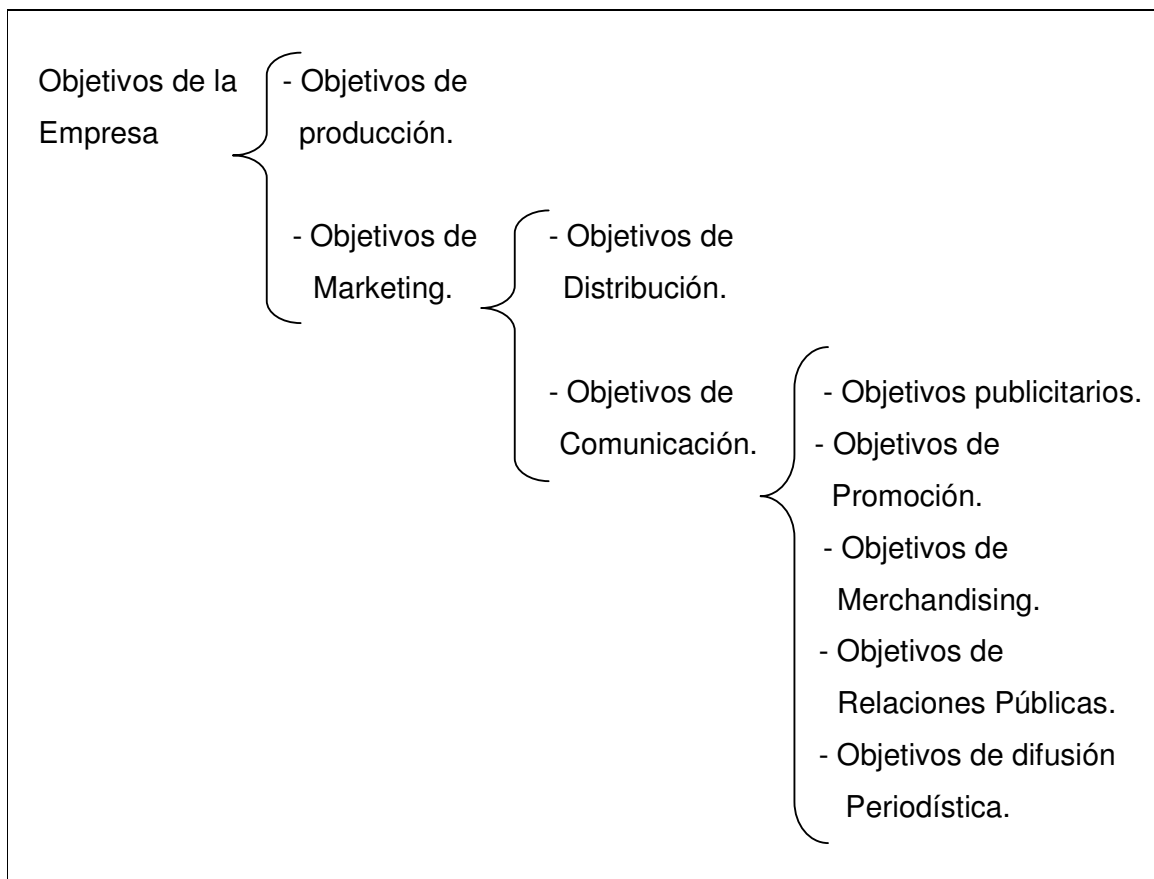 Objetivos de la
Empresa
- Objetivos de
producción.
- Objetivos de
Marketing.
- Objetivos de
Distribución.
- Objetivos de
Comunicación.
- Objetivos publicitarios.
- Objetivos de
Promoción.
- Objetivos de
Merchandising.
- Objetivos de
Relaciones Públicas.
- Objetivos de difusión
Periodística.